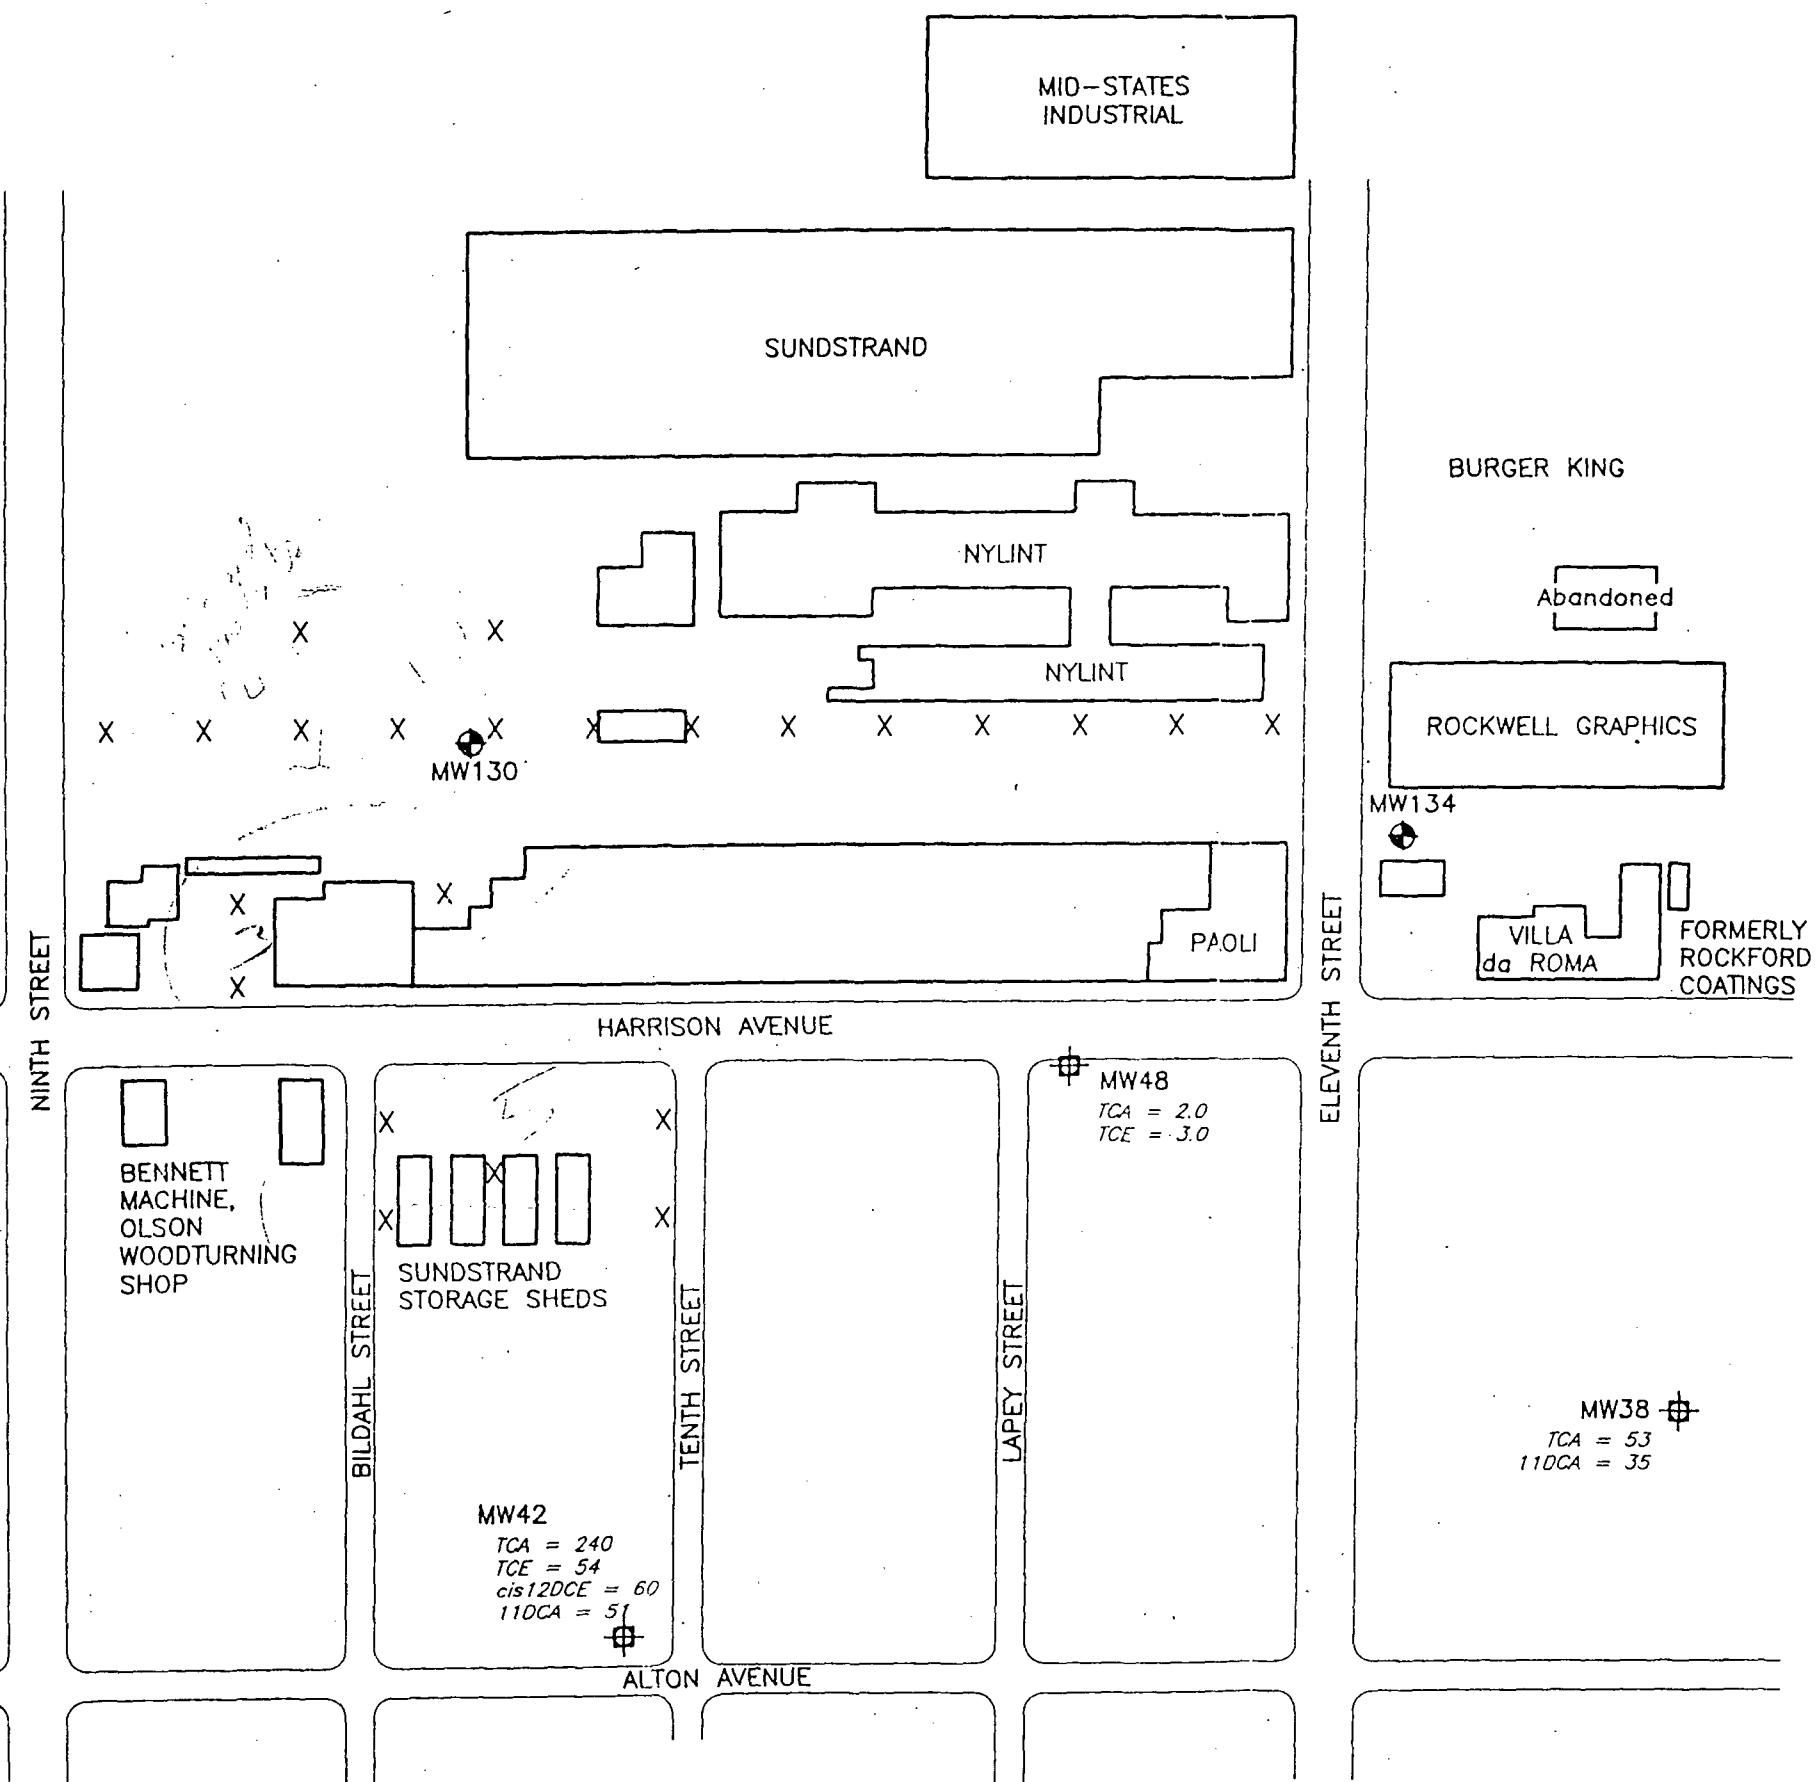 MID-STATES
INDUSTRIAL
SUNDSTRAND
BURGER KING
NYLINT
Abandoned
X
X
NYLINT
ROCKWELL GRAPHICS
X
X
X
X
X
X
X
X
X
X
X
X
X
MW130
MW134
X
X
X
PAOLI
VILLA
da ROMA
FORMERLY
ROCKFORD
COATINGS
NINTH STREET
ELEVENTH STREET
HARRISON AVENUE
MW48
TCA = 2.0
TCE = 3.0
X
X
X
X
X
BENNETT
MACHINE,
OLSON
WOODTURNING
SHOP
SUNDSTRAND
STORAGE SHEDS
BILDAHL STREET
TENTH STREET
LAPEY STREET
MW38
TCA = 53
11DCA = 35
MW42
TCA = 240
TCE = 54
cis12DCE = 60
11DCA = 51
ALTON AVENUE